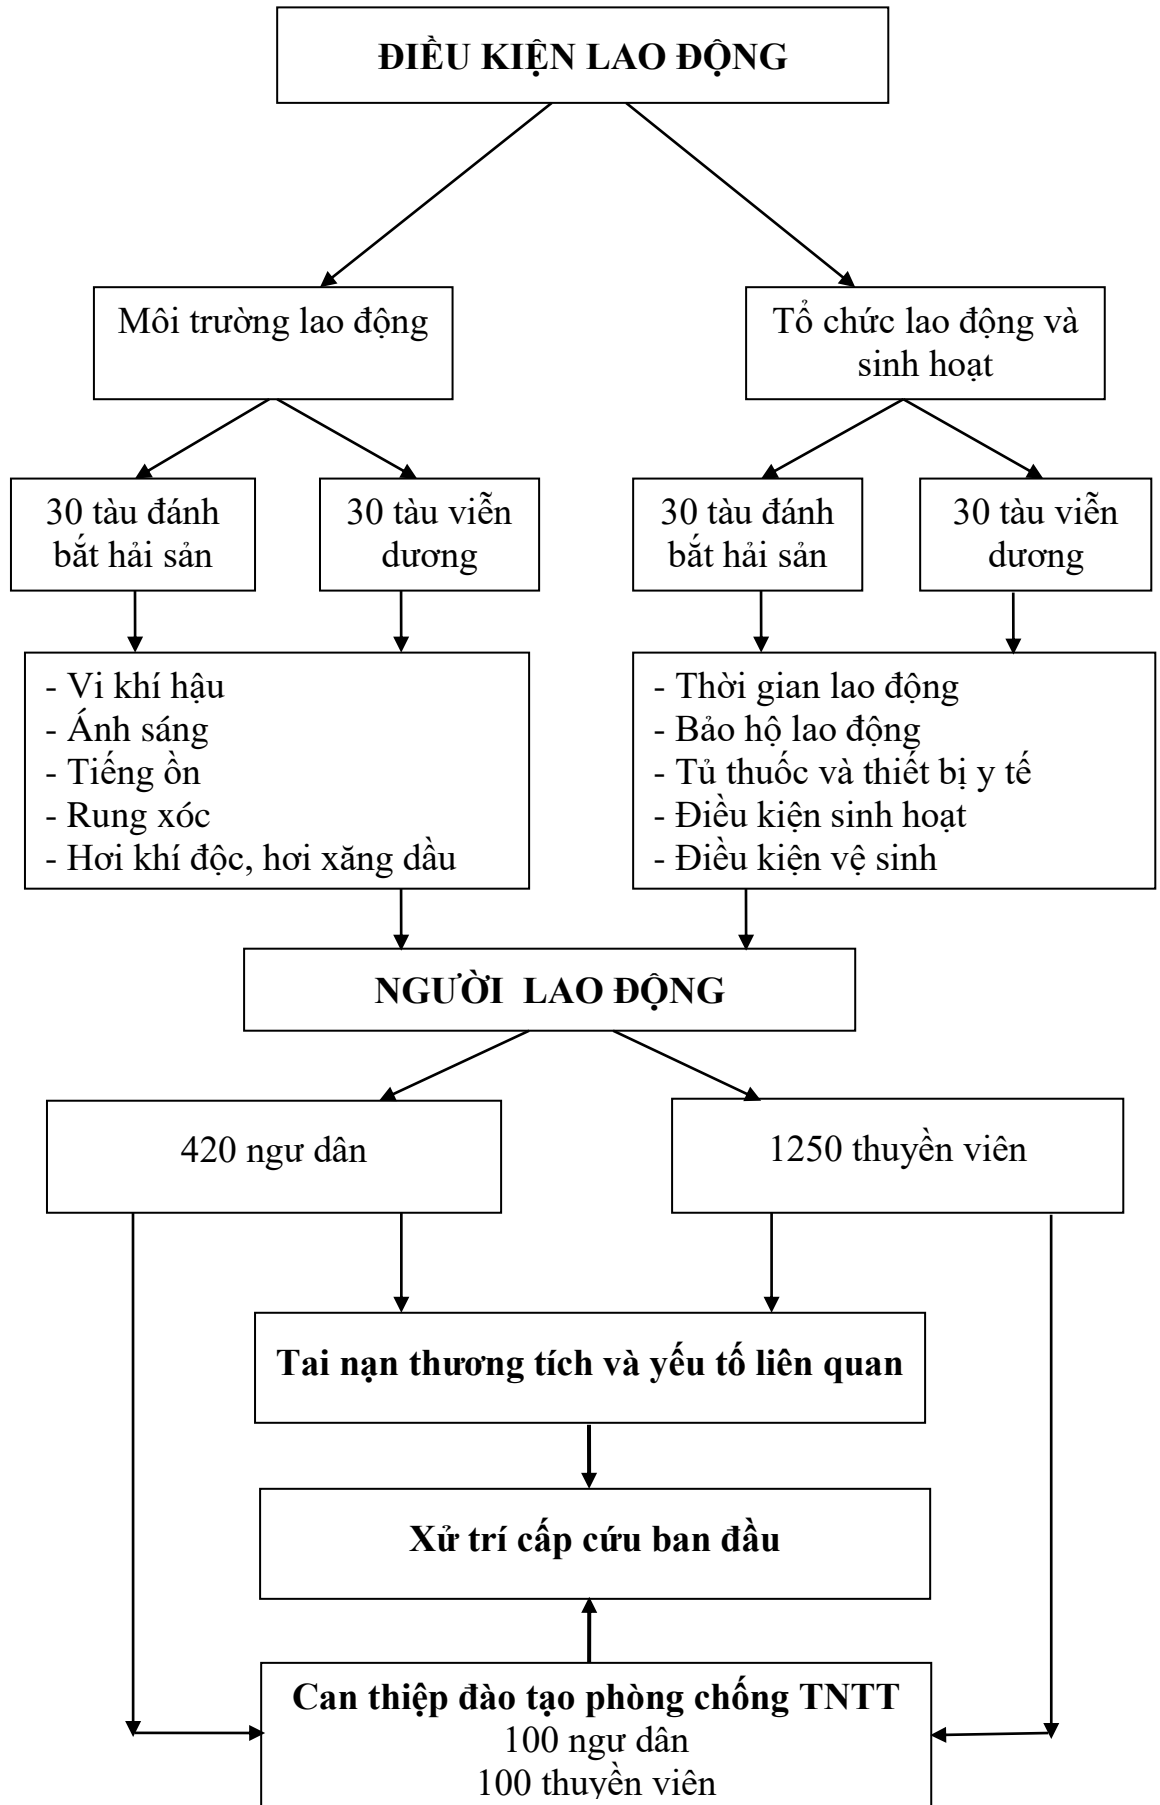 ĐIỀU KIỆN LAO ĐỘNG
Môi trường lao động
Tổ chức lao động và
sinh hoạt
30 tàu đánh
bắt hải sản
30 tàu viễn
dương
30 tàu đánh
bắt hải sản
30 tàu viễn
dương
- Vi khí hậu
- Ánh sáng
- Tiếng ồn
- Rung xóc
- Hơi khí độc, hơi xăng dầu
- Thời gian lao động
- Bảo hộ lao động
- Tủ thuốc và thiết bị y tế
- Điều kiện sinh hoạt
- Điều kiện vệ sinh
NGƯỜI LAO ĐỘNG
420 ngư dân
1250 thuyền viên
Tai nạn thương tích và yếu tố liên quan
Xử trí cấp cứu ban đầu
Can thiệp đào tạo phòng chống TNTT
100 ngư dân
100 thuyền viên